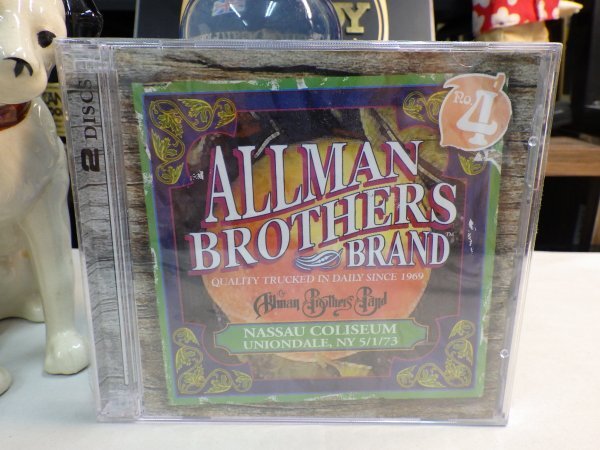 2 DISCS
No. 4
ALLMAN
BROTHERS
BRAND™
QUALITY TRUCKED IN DAILY SINCE 1969
The Allman Brothers Band
NASSAU COLISEUM
UNIONDALE, NY 5/1/73